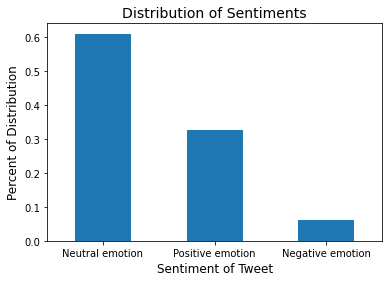 Distribution of Sentiments
Percent of Distribution
0.6
0.5
0.4
0.3
0.2
0.1
0.0
Neutral emotion Positive emotion Negative emotion
Sentiment of Tweet